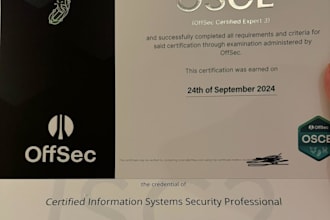 OSCE
(OffSec Certified Expert 3)
and successfully completed all requirements and criteria for
said certification through examination administered by
OffSec.
This certification was earned on
24th of September 2024
OffSec
OffSec
OSCE
the credential of
Certified Information Systems Security Professional